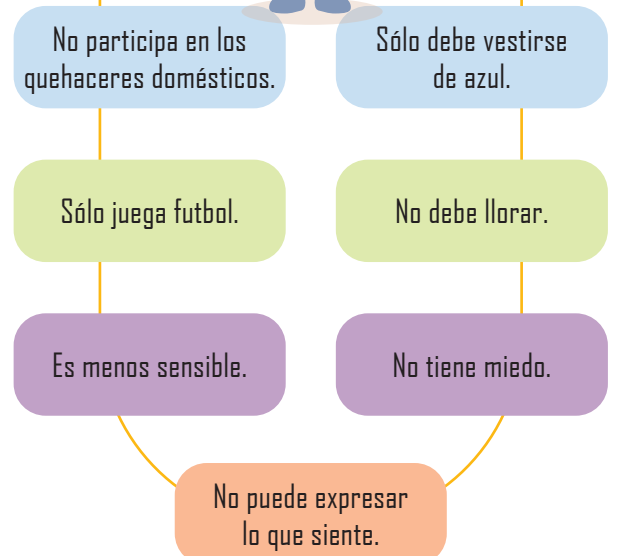 No participa en los
quehaceres domésticos.
Sólo debe vestirse
de azul.
Sólo juega futbol.
No debe llorar.
Es menos sensible.
No tiene miedo.
No puede expresar
lo que siente.